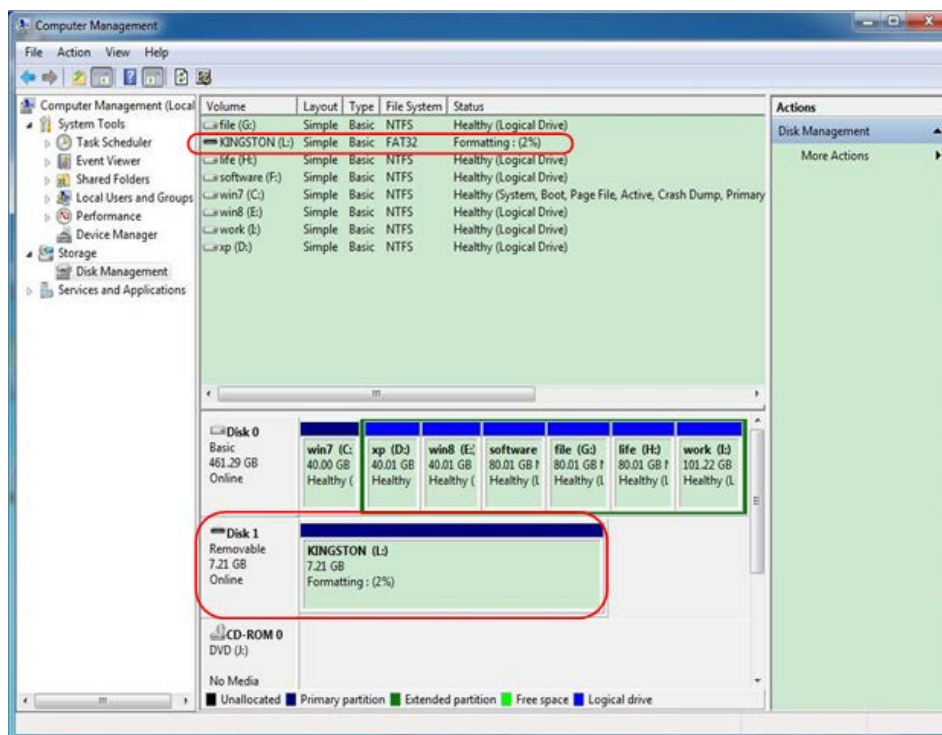 Computer Management
File Action View Help
Computer Management (Local
System Tools
Task Scheduler
Event Viewer
Shared Folders
Local Users and Groups
Performance
Device Manager
Storage
Disk Management
Services and Applications
Volume Layout Type File System Status
file (G:) Simple Basic NTFS Healthy (Logical Drive)
KINGSTON (L:) Simple Basic FAT32 Formatting : (2%)
life (H:) Simple Basic NTFS Healthy (Logical Drive)
software (F:) Simple Basic NTFS Healthy (Logical Drive)
win7 (C:) Simple Basic NTFS Healthy (System, Boot, Page File, Active, Crash Dump, Primary
win8 (E:) Simple Basic NTFS Healthy (Logical Drive)
work (I:) Simple Basic NTFS Healthy (Logical Drive)
xp (D:) Simple Basic NTFS Healthy (Logical Drive)
Actions
Disk Management
More Actions
Disk 0
Basic
461.29 GB
Online
win7 (C: xp (D:) win8 (E: software file (G:) life (H:) work (I:)
40.00 GB 40.01 GB 40.01 GB 80.01 GB 80.01 GB 80.01 GB 101.22 GB
Healthy ( Healthy Healthy ( Healthy (L Healthy (L Healthy (L Healthy (L
Disk 1
Removable
7.21 GB
Online
KINGSTON (L:)
7.21 GB
Formatting : (2%)
CD-ROM 0
DVD (J:)
No Media
Unallocated Primary partition Extended partition Free space Logical drive